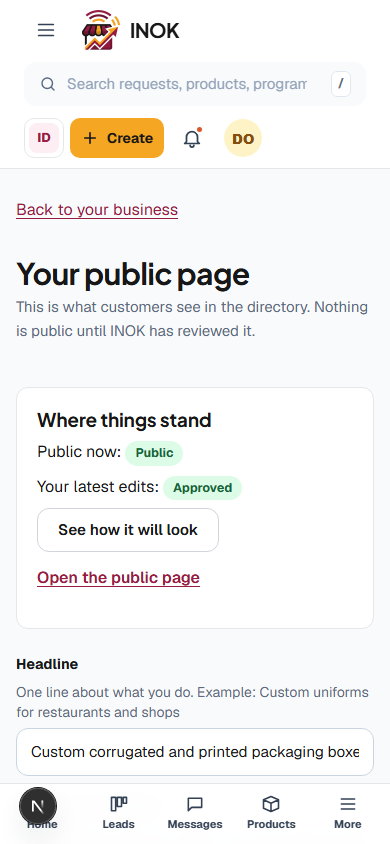 INOK
Search requests, products, program
/
ID
+ Create
DO
Back to your business
Your public page
This is what customers see in the directory. Nothing
is public until INOK has reviewed it.
Where things stand
Public now: Public
Your latest edits: Approved
See how it will look
Open the public page
Headline
One line about what you do. Example: Custom uniforms
for restaurants and shops
Custom corrugated and printed packaging boxe
N
Home
Leads
Messages
Products
More